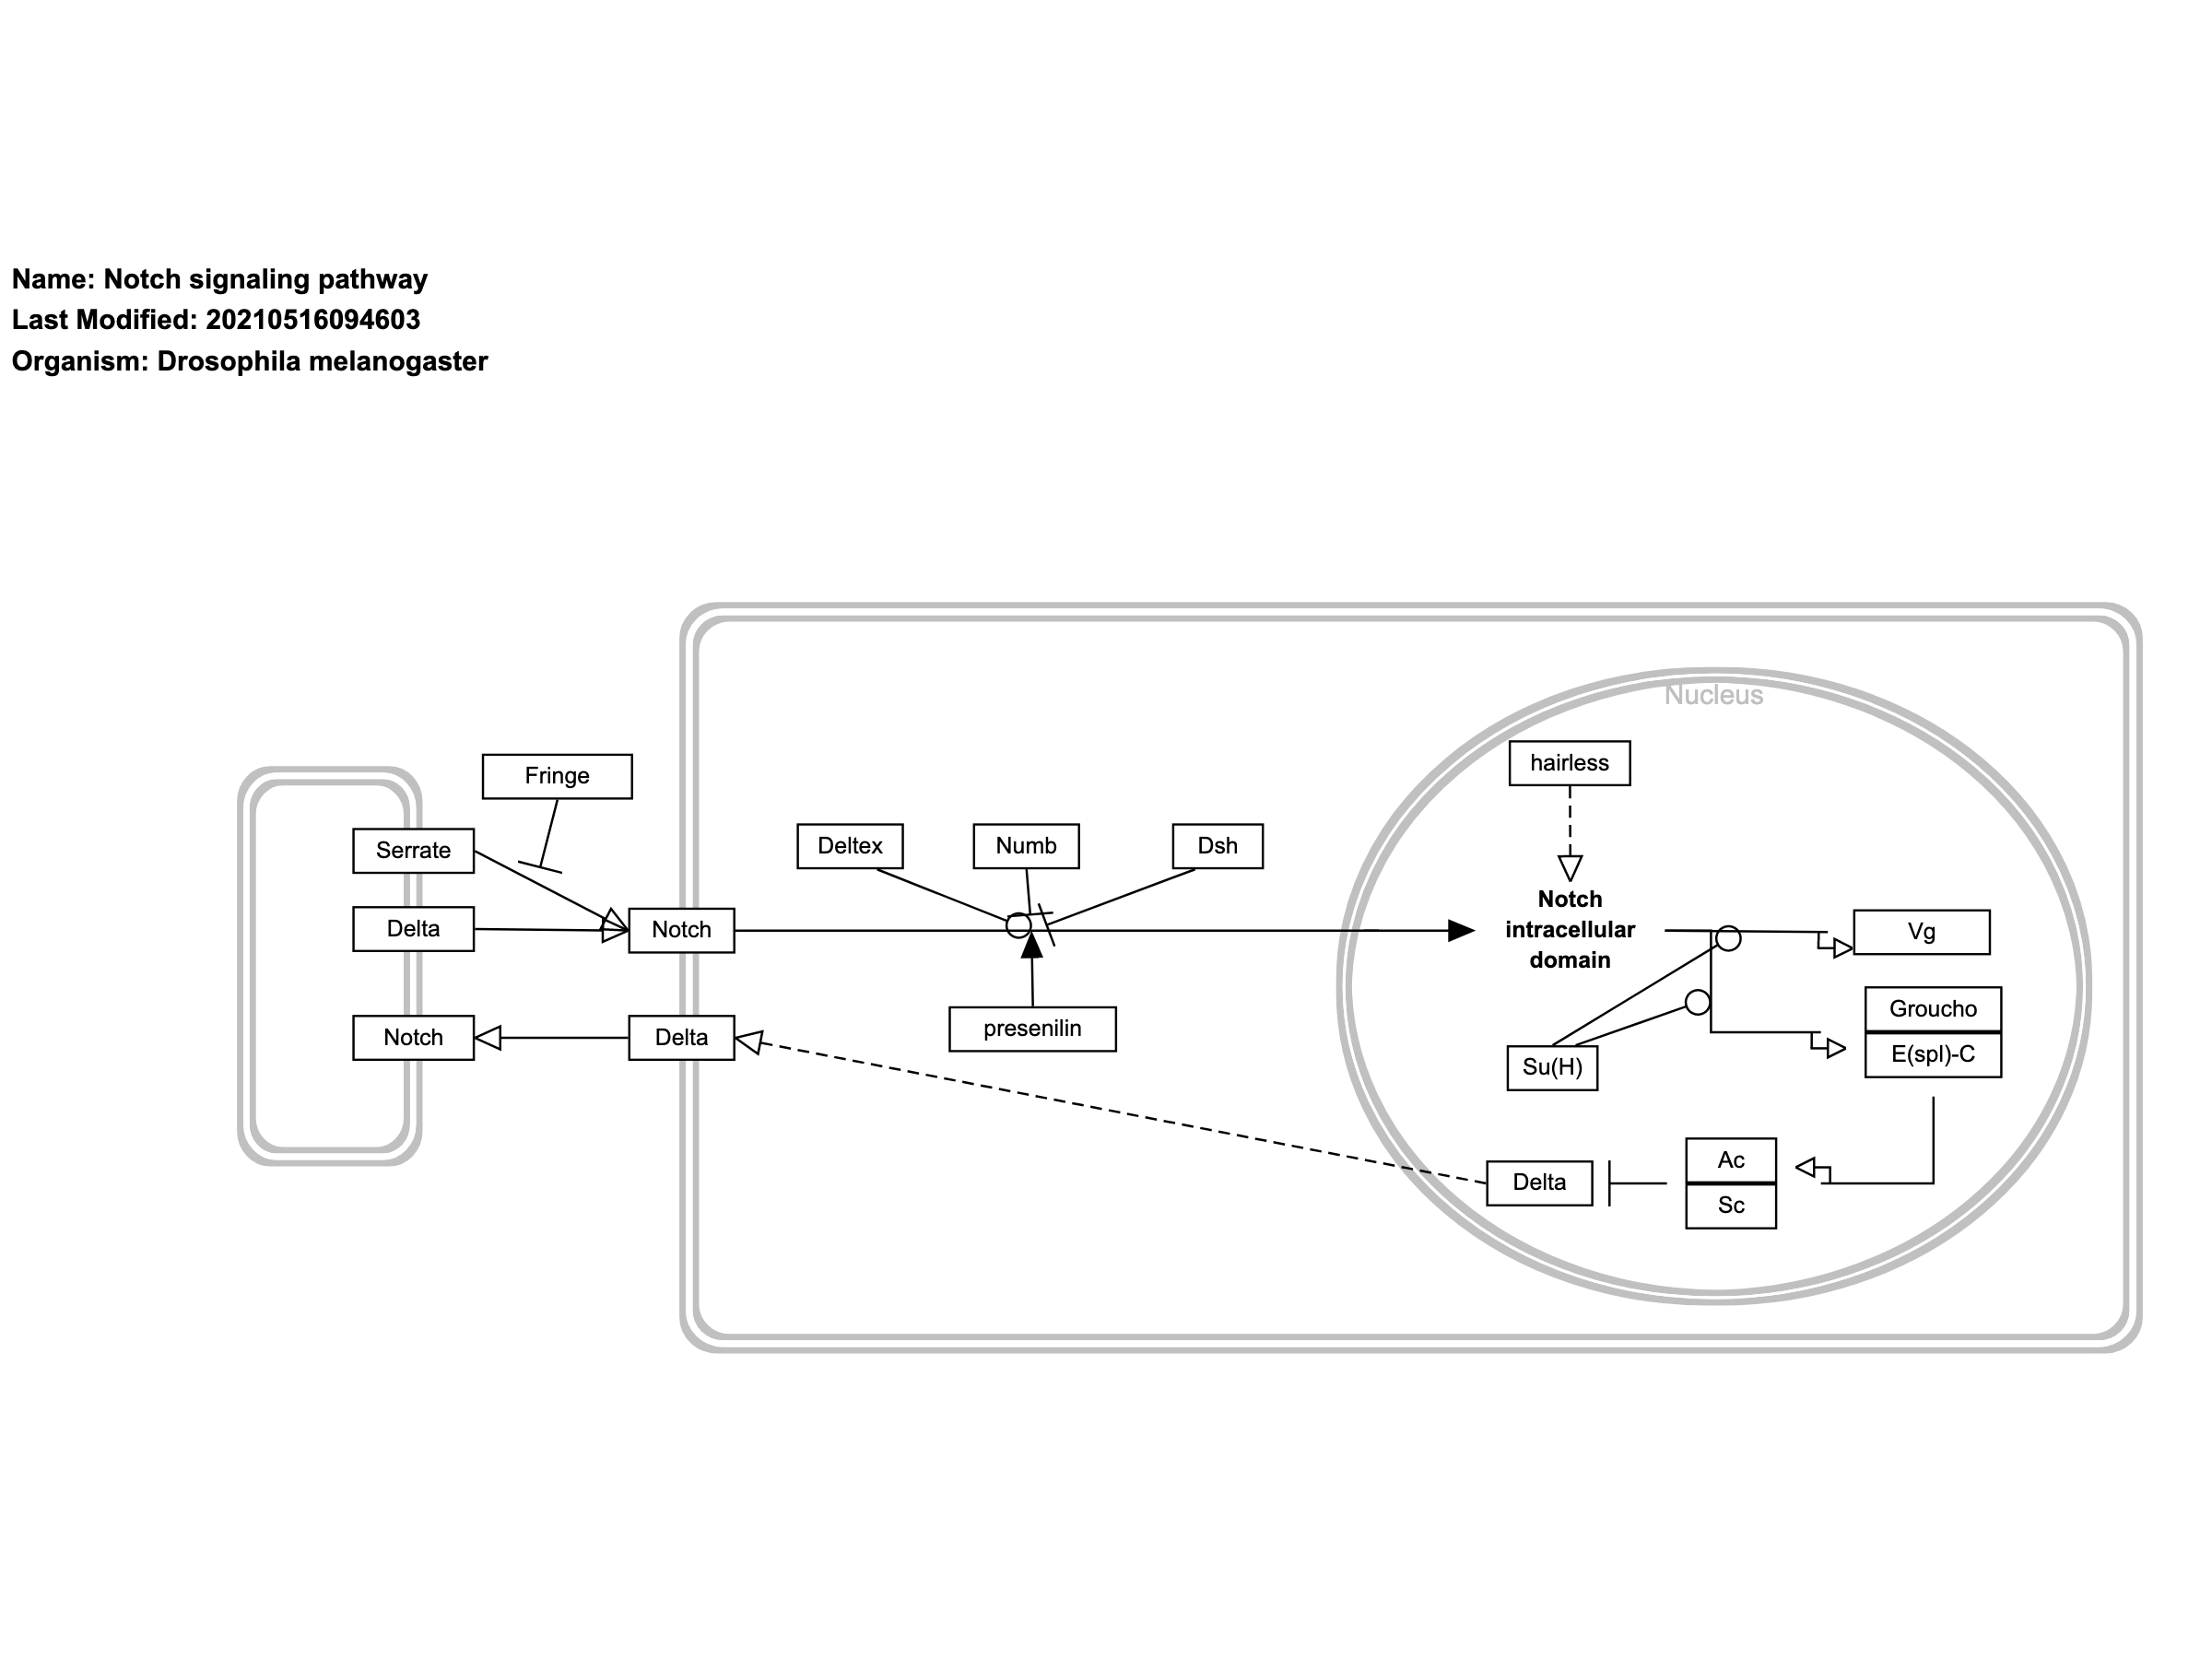 Name: Notch signaling pathway
Last Modified: 20210516094603
Organism: Drosophila melanogaster
Nucleus
hairless
Fringe
Serrate
Deltex
Numb
Dsh
Delta
Notch
Notch
intracellular
domain
Vg
Groucho
E(spl)-C
Notch
Delta
presenilin
Su(H)
Delta
Ac
Sc